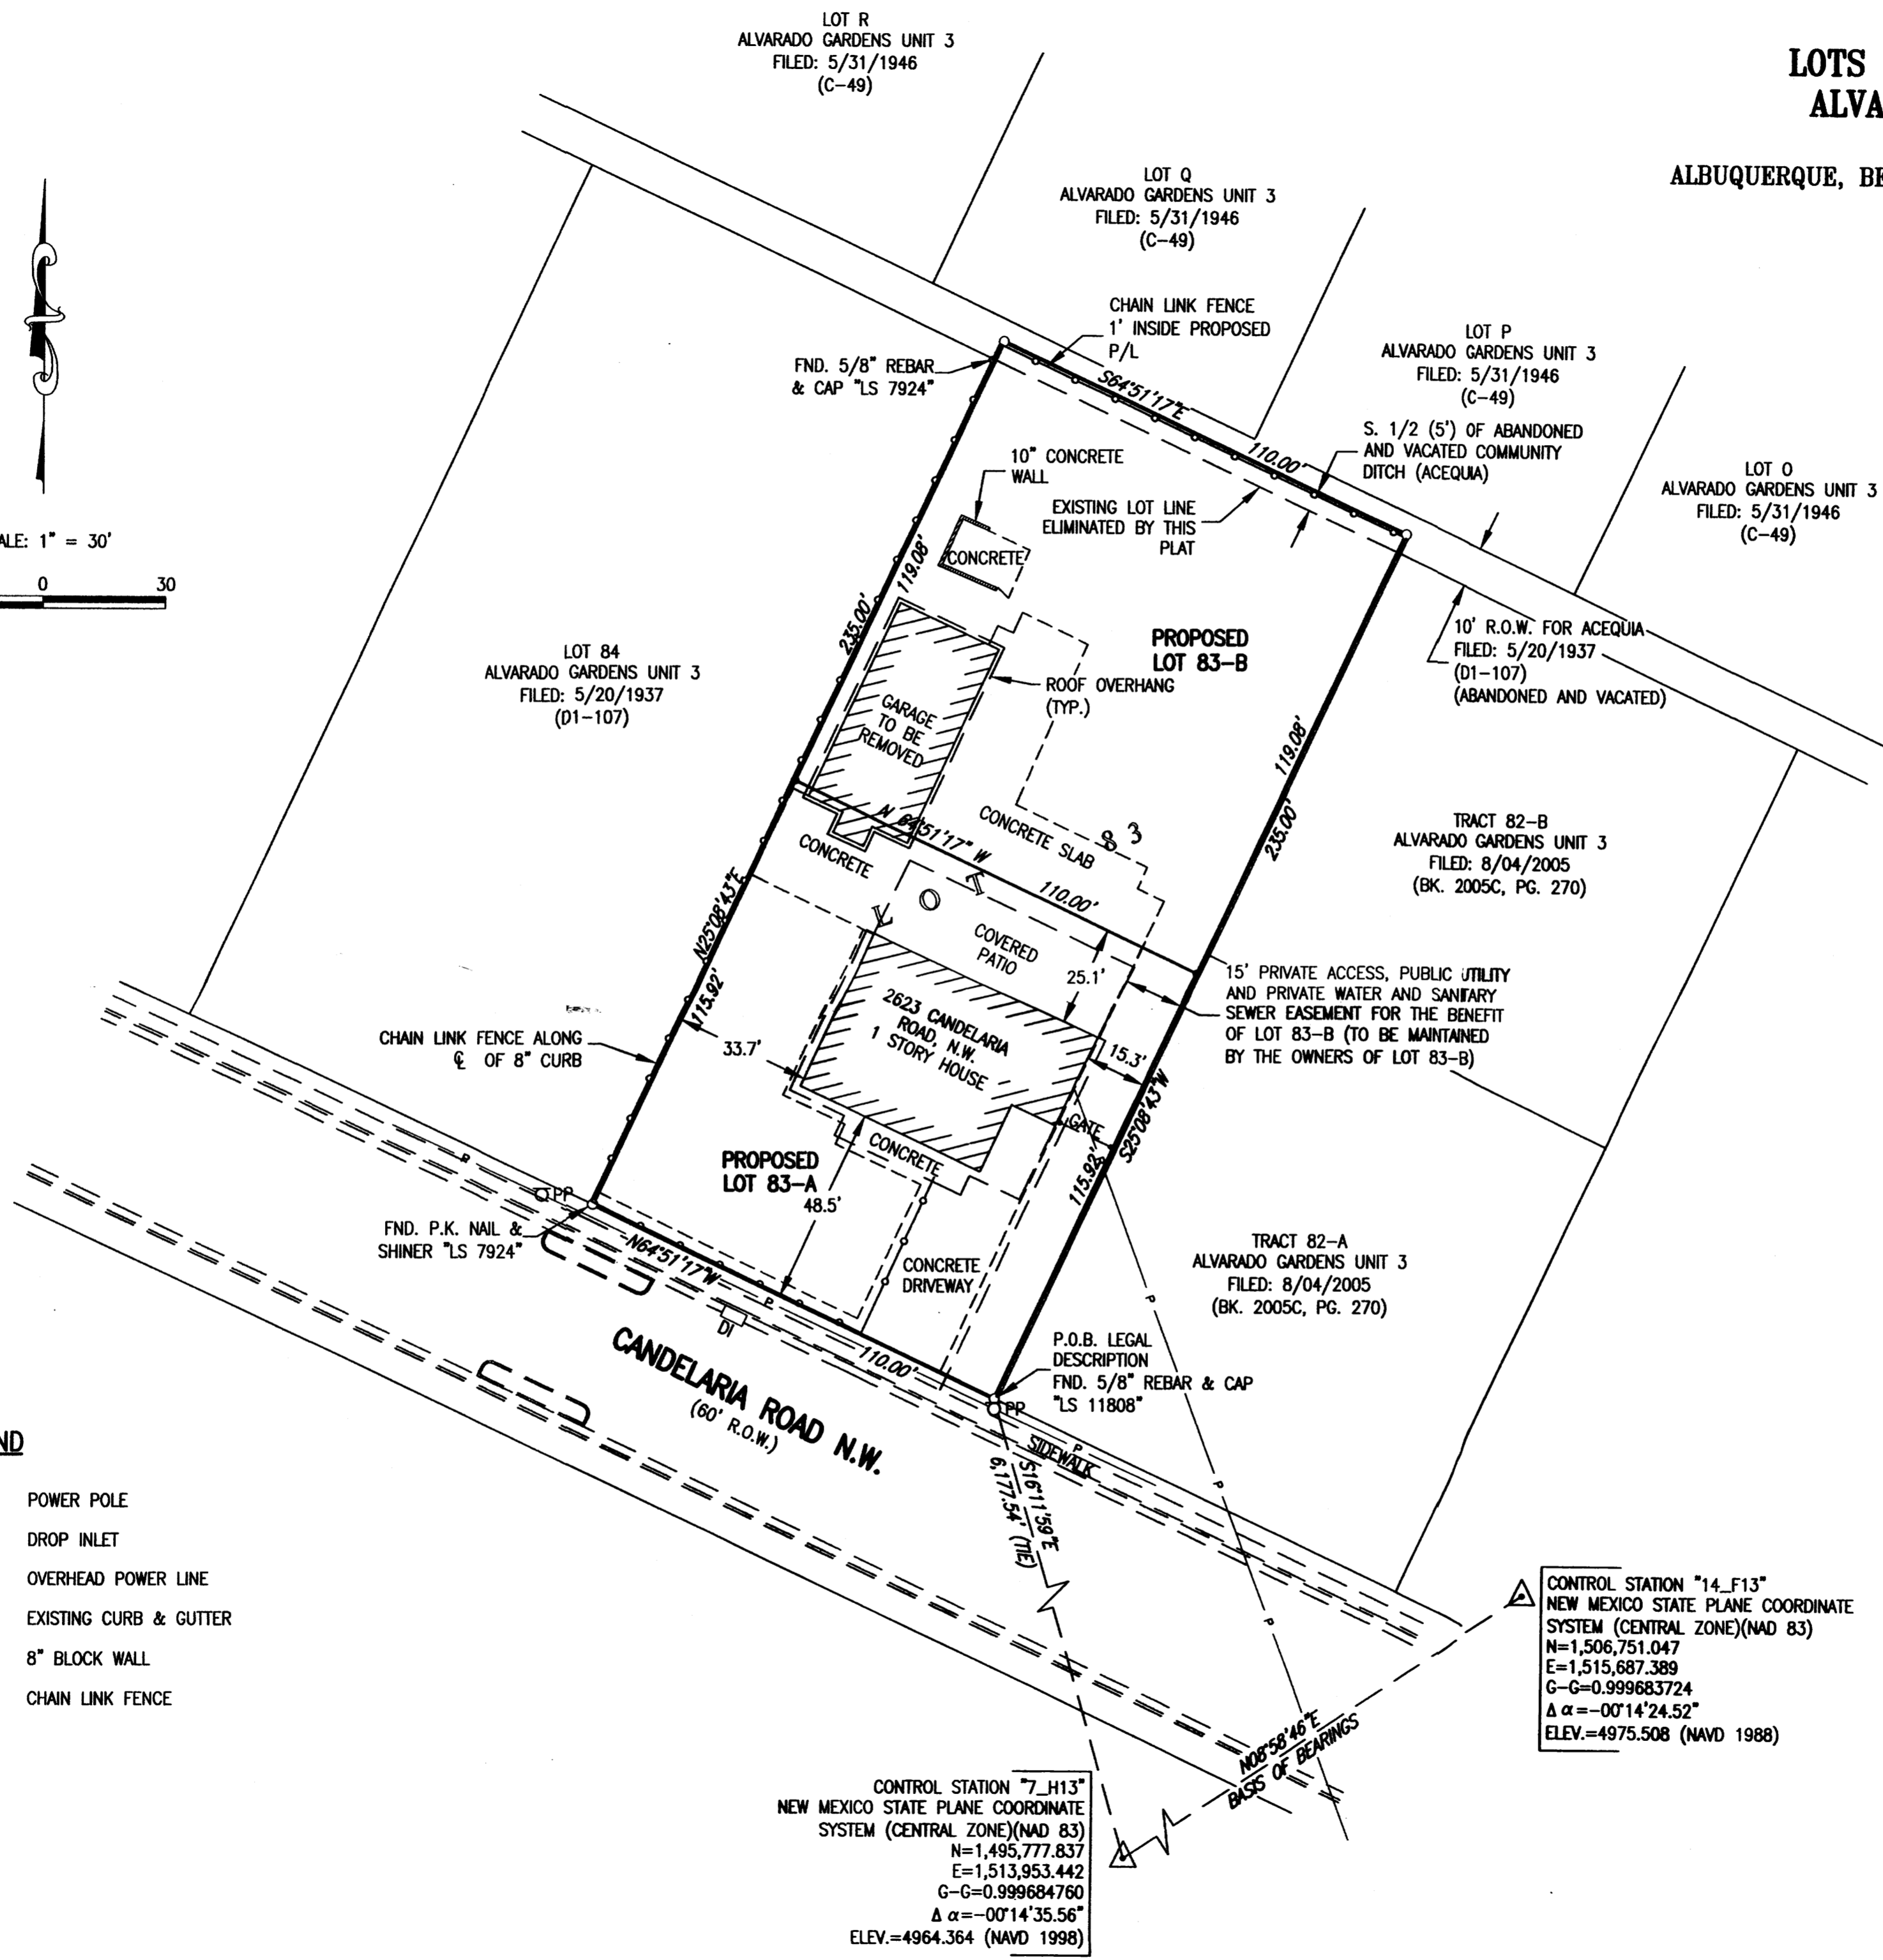 LOT R
ALVARADO GARDENS UNIT 3
FILED: 5/31/1946
(C-49)
LOTS
ALVA
ALBUQUERQUE, BE
LOT Q
ALVARADO GARDENS UNIT 3
FILED: 5/31/1946
(C-49)
CHAIN LINK FENCE
1' INSIDE PROPOSED
P/L
LOT P
ALVARADO GARDENS UNIT 3
FILED: 5/31/1946
(C-49)
FND. 5/8" REBAR
& CAP "LS 7924"
S64°51'17"E
110.00'
S. 1/2 (5') OF ABANDONED
AND VACATED COMMUNITY
DITCH (ACEQUIA)
LOT O
ALVARADO GARDENS UNIT 3
FILED: 5/31/1946
(C-49)
10" CONCRETE
WALL
EXISTING LOT LINE
ELIMINATED BY THIS
PLAT
ALE: 1" = 30'
0 30
CONCRETE
119.08'
235.00'
PROPOSED
LOT 83-B
10' R.O.W. FOR ACEQUIA
FILED: 5/20/1937
(D1-107)
(ABANDONED AND VACATED)
LOT 84
ALVARADO GARDENS UNIT 3
FILED: 5/20/1937
(D1-107)
ROOF OVERHANG
(TYP.)
GARAGE
TO BE
REMOVED
119.08'
235.00'
N 64°51'17" W
110.00'
CONCRETE SLAB
CONCRETE
LOT 83
TRACT 82-B
ALVARADO GARDENS UNIT 3
FILED: 8/04/2005
(BK. 2005C, PG. 270)
N25°08'43"E
115.92'
COVERED
PATIO
25.1'
15' PRIVATE ACCESS, PUBLIC UTILITY
AND PRIVATE WATER AND SANITARY
SEWER EASEMENT FOR THE BENEFIT
OF LOT 83-B (TO BE MAINTAINED
BY THE OWNERS OF LOT 83-B)
2623 CANDELARIA
ROAD, N.W.
1 STORY HOUSE
CHAIN LINK FENCE ALONG
℄ OF 8" CURB
33.7'
15.3'
S25°08'43"W
115.92'
GATE
CONCRETE
PROPOSED
LOT 83-A
48.5'
P
PP
FND. P.K. NAIL &
SHINER "LS 7924"
N64°51'17"W
110.00'
P
DI
CONCRETE
DRIVEWAY
TRACT 82-A
ALVARADO GARDENS UNIT 3
FILED: 8/04/2005
(BK. 2005C, PG. 270)
P
P
P.O.B. LEGAL
DESCRIPTION
FND. 5/8" REBAR & CAP
"LS 11808"
PP
P
SIDEWALK
CANDELARIA ROAD N.W.
(60' R.O.W.)
S16°11'59"E
6,177.54' (TIE)
P
P
ND
POWER POLE
DROP INLET
OVERHEAD POWER LINE
EXISTING CURB & GUTTER
8" BLOCK WALL
CHAIN LINK FENCE
CONTROL STATION "14_F13"
NEW MEXICO STATE PLANE COORDINATE
SYSTEM (CENTRAL ZONE)(NAD 83)
N=1,506,751.047
E=1,515,687.389
G-G=0.999683724
Δ α=-00°14'24.52"
ELEV.=4975.508 (NAVD 1988)
N08°58'46"E
BASIS OF BEARINGS
CONTROL STATION "7_H13"
NEW MEXICO STATE PLANE COORDINATE
SYSTEM (CENTRAL ZONE)(NAD 83)
N=1,495,777.837
E=1,513,953.442
G-G=0.999684760
Δ α=-00°14'35.56"
ELEV.=4964.364 (NAVD 1998)